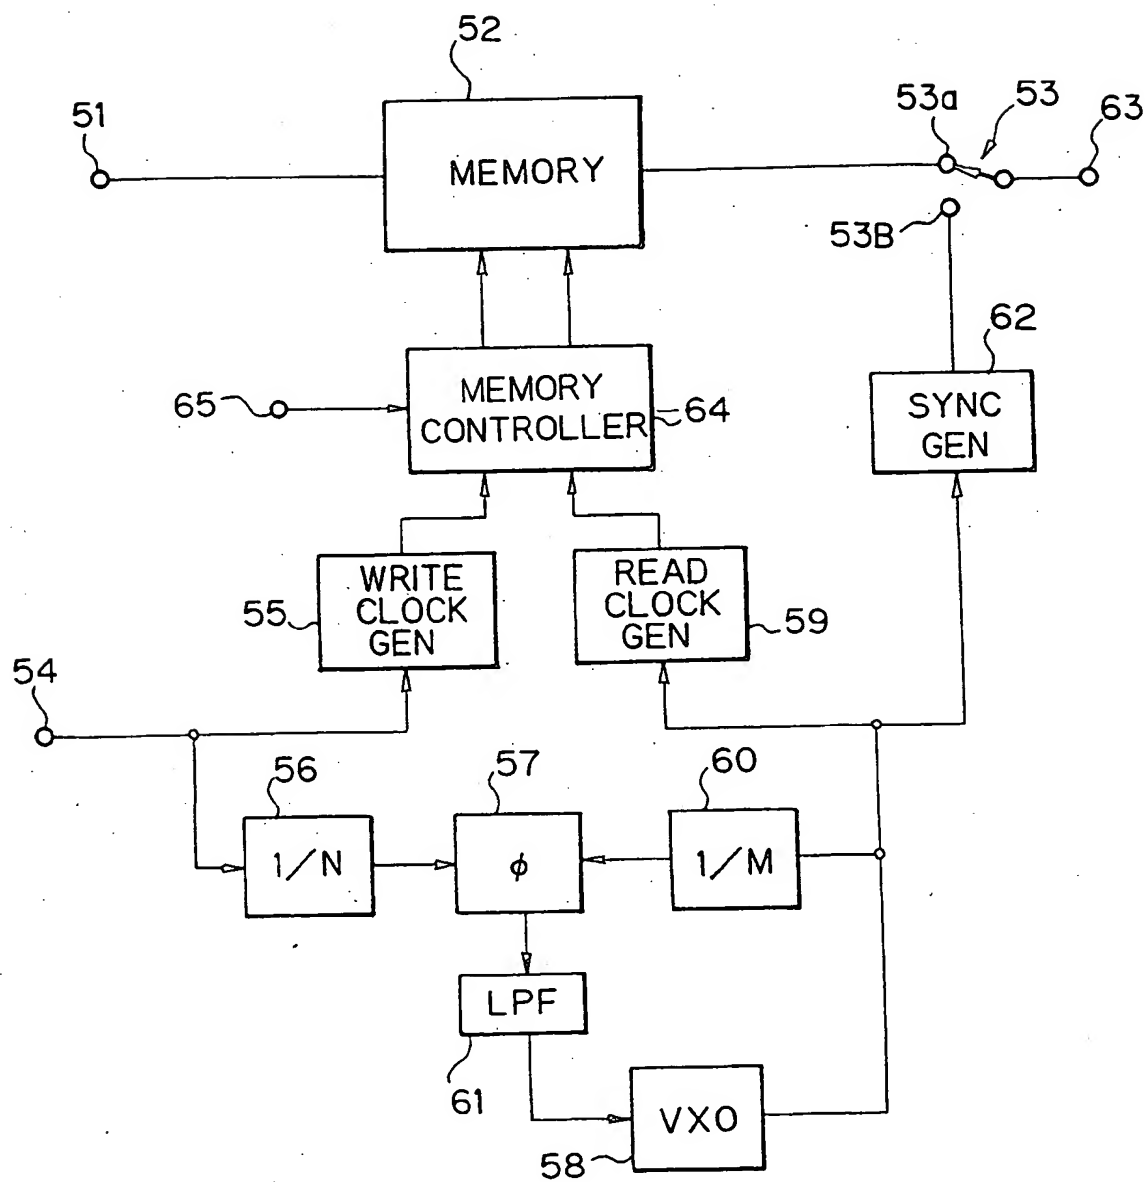 52
51
53a
53
63
MEMORY
53B
62
65
MEMORY
CONTROLLER
64
SYNC
GEN
55
WRITE
CLOCK
GEN
READ
CLOCK
GEN
59
54
56
57
60
1/N
φ
1/M
LPF
61
VXO
58